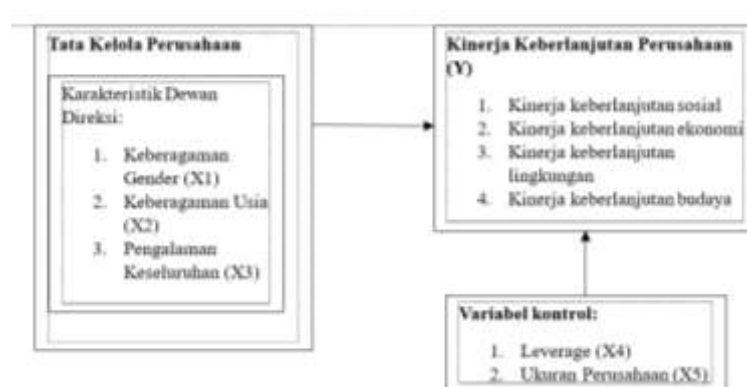 Tata Kelola Perusahaan
Karakteristik Dewan
Direksi:
1. Keberagaman
Gender (X1)
2. Keberagaman Usia
(X2)
3. Pengalaman
Keseluruhan (X3)
Kinerja Keberlanjutan Perusahaan
(Y)
1. Kinerja keberlanjutan sosial
2. Kinerja keberlanjutan ekonomi
3. Kinerja keberlanjutan
lingkungan
4. Kinerja keberlanjutan budaya
Variabel kontrol:
1. Leverage (X4)
2. Ukuran Perusahaan (X5)